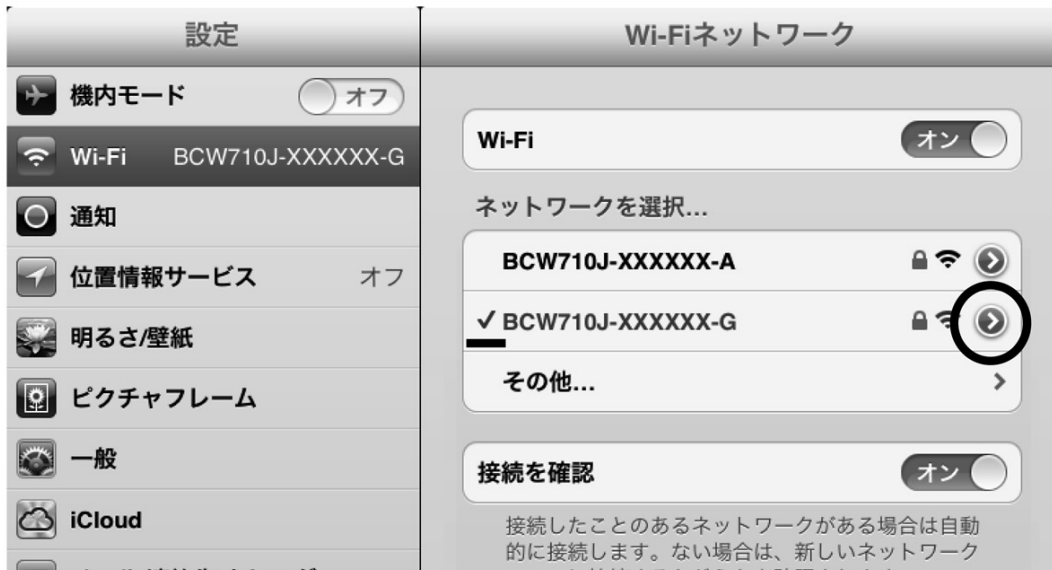 設定
機内モード オフ
Wi-Fi BCW710J-XXXXXX-G
通知
位置情報サービス オフ
明るさ/壁紙
ピクチャフレーム
一般
iCloud
Wi-Fiネットワーク
Wi-Fi オン
ネットワークを選択...
BCW710J-XXXXXX-A
BCW710J-XXXXXX-G
その他...
接続を確認 オン
接続したことのあるネットワークがある場合は自動
的に接続します。ない場合は、新しいネットワーク